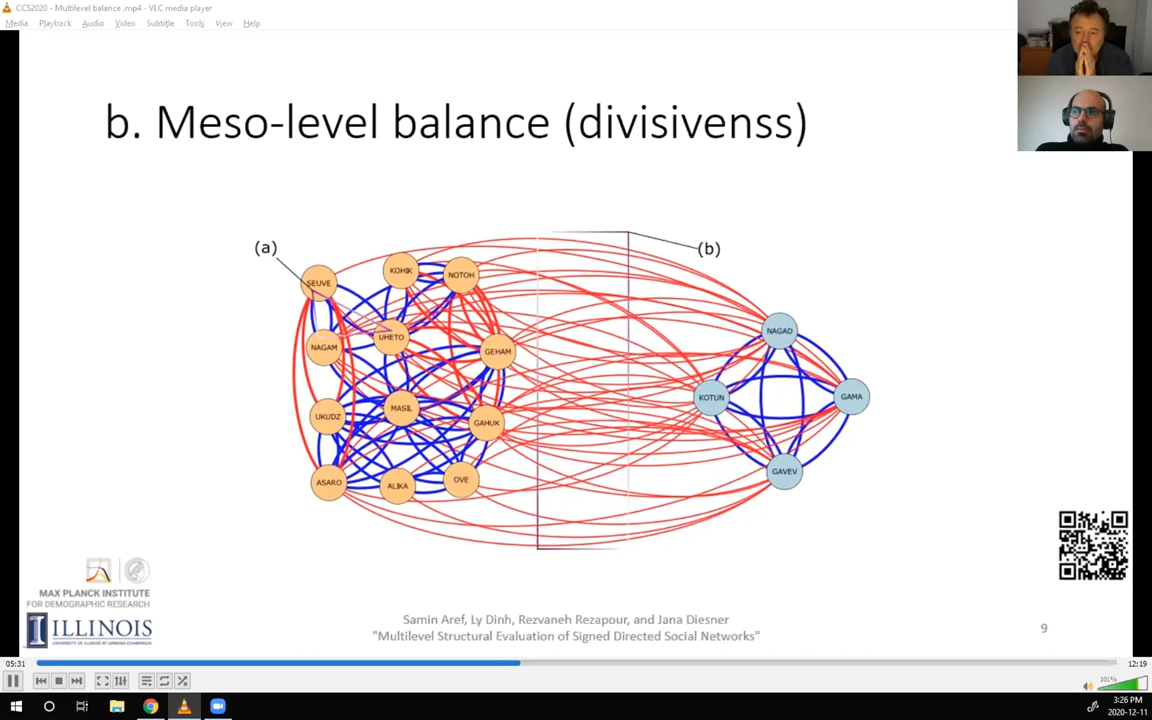 CCS2020 - Multilevel balance .mp4 - VLC media player
Media Playback Audio Video Subtitle Tools View Help
b. Meso-level balance (divisivenss)
(a)
(b)
SEUVE
KOHIK
NOTOH
NAGAM
UHETO
GEHAM
UKUDZ
MASIL
GAHUK
ASARO
ALIKA
OVE
NAGAD
KOTUN
GAMA
GAVEV
MAX PLANCK INSTITUTE
FOR DEMOGRAPHIC RESEARCH
ILLINOIS
UNIVERSITY OF ILLINOIS AT URBANA-CHAMPAIGN
Samin Aref, Ly Dinh, Rezvaneh Rezapour, and Jana Diesner
"Multilevel Structural Evaluation of Signed Directed Social Networks"
9
05:31
12:19
101%
3:26 PM
2020-12-11